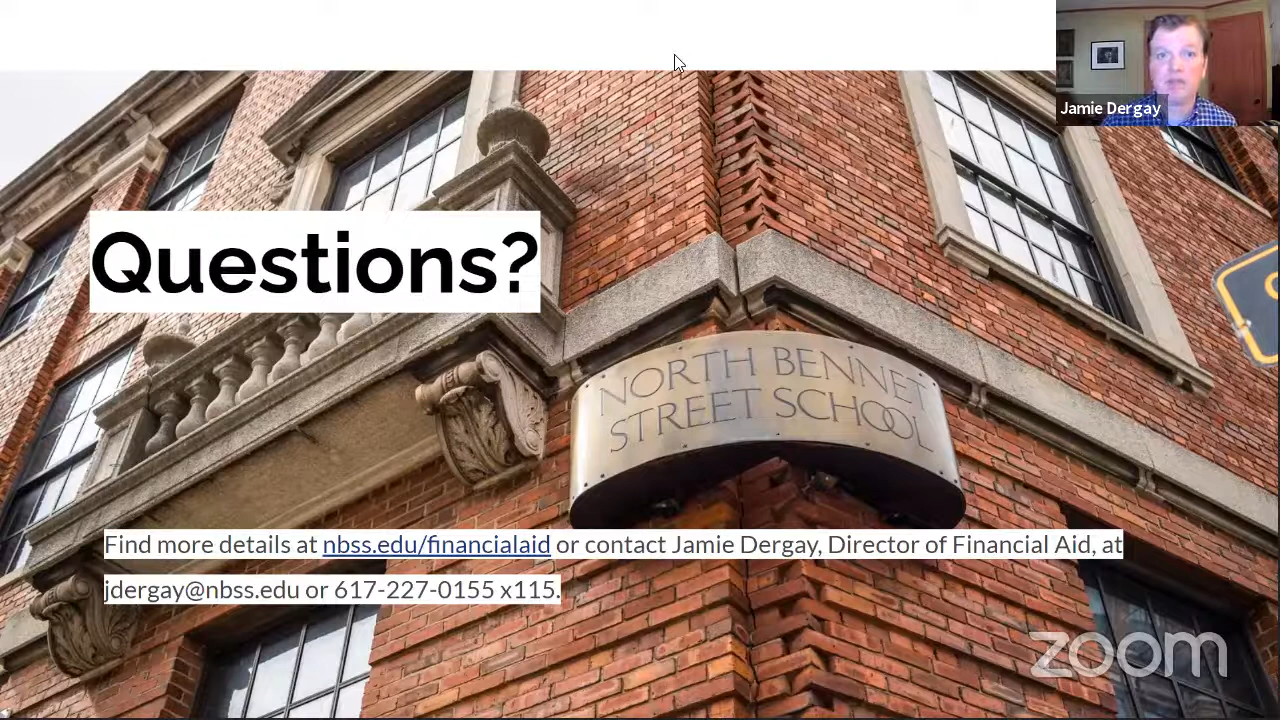 Jamie Dergay
Questions?
NORTH BENNET
STREET SCHOOL
Find more details at nbss.edu/financialaid or contact Jamie Dergay, Director of Financial Aid, at
jdergay@nbss.edu or 617-227-0155 x115.
zoom